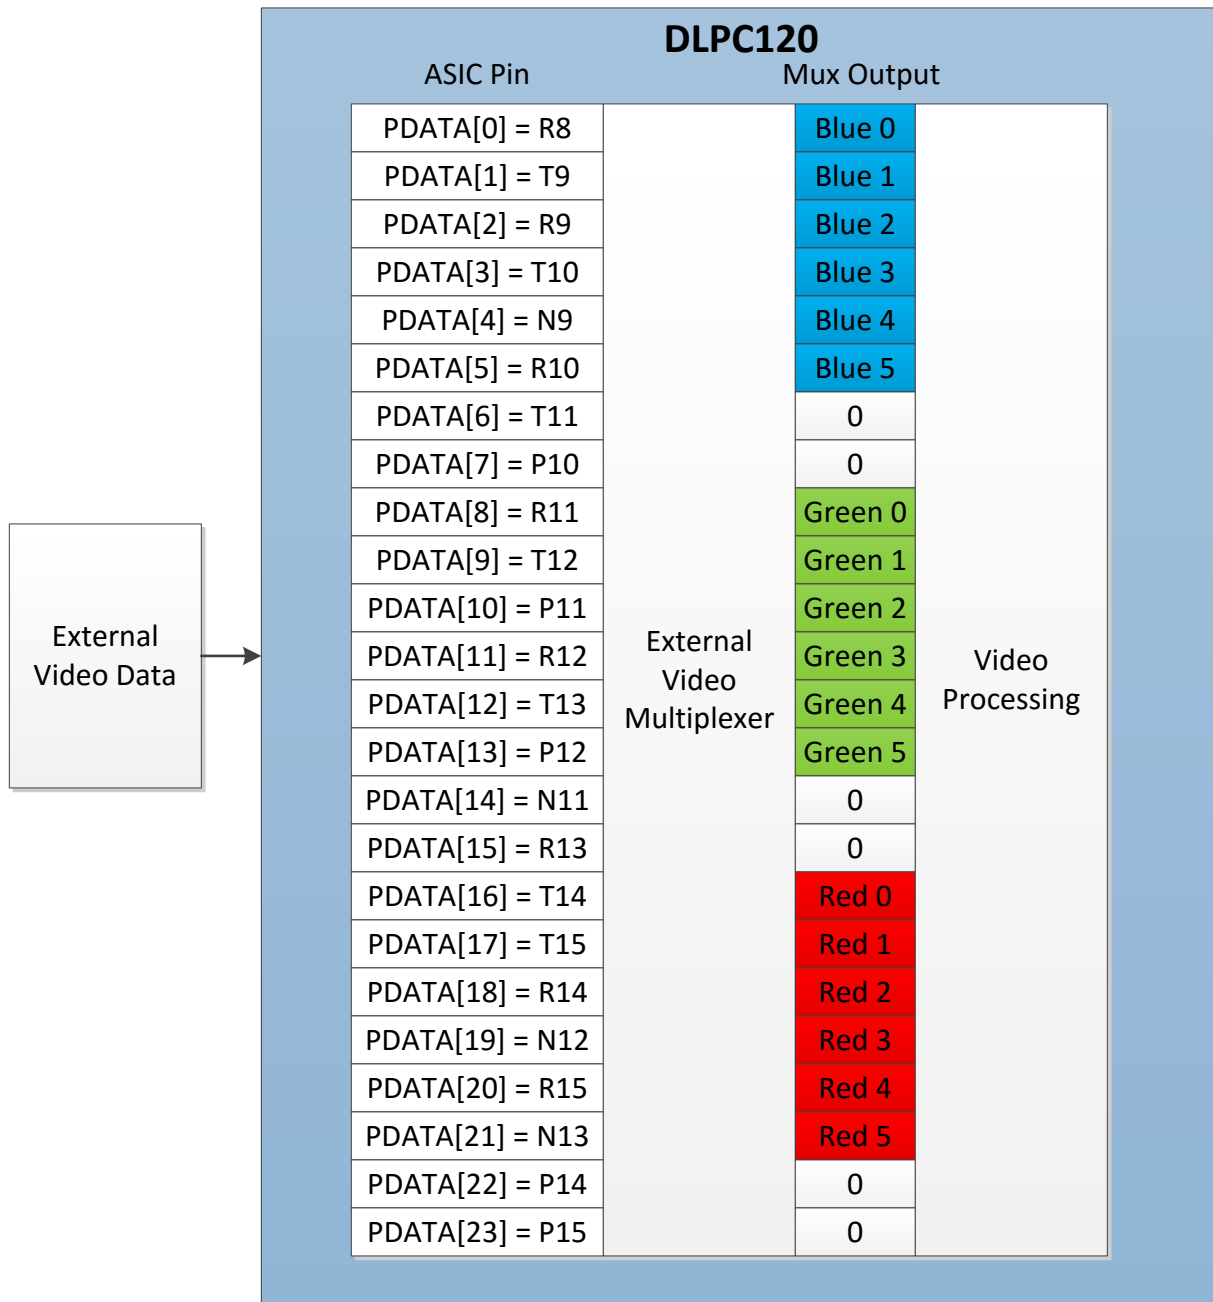 DLPC120
ASIC Pin Mux Output
PDATA[0] = R8 Blue 0
PDATA[1] = T9 Blue 1
PDATA[2] = R9 Blue 2
PDATA[3] = T10 Blue 3
PDATA[4] = N9 Blue 4
PDATA[5] = R10 Blue 5
PDATA[6] = T11 0
PDATA[7] = P10 0
PDATA[8] = R11 Green 0
PDATA[9] = T12 Green 1
PDATA[10] = P11 Green 2
PDATA[11] = R12 Green 3
PDATA[12] = T13 Green 4
PDATA[13] = P12 Green 5
PDATA[14] = N11 0
PDATA[15] = R13 0
PDATA[16] = T14 Red 0
PDATA[17] = T15 Red 1
PDATA[18] = R14 Red 2
PDATA[19] = N12 Red 3
PDATA[20] = R15 Red 4
PDATA[21] = N13 Red 5
PDATA[22] = P14 0
PDATA[23] = P15 0
External
Video Data
External
Video
Multiplexer
Video
Processing